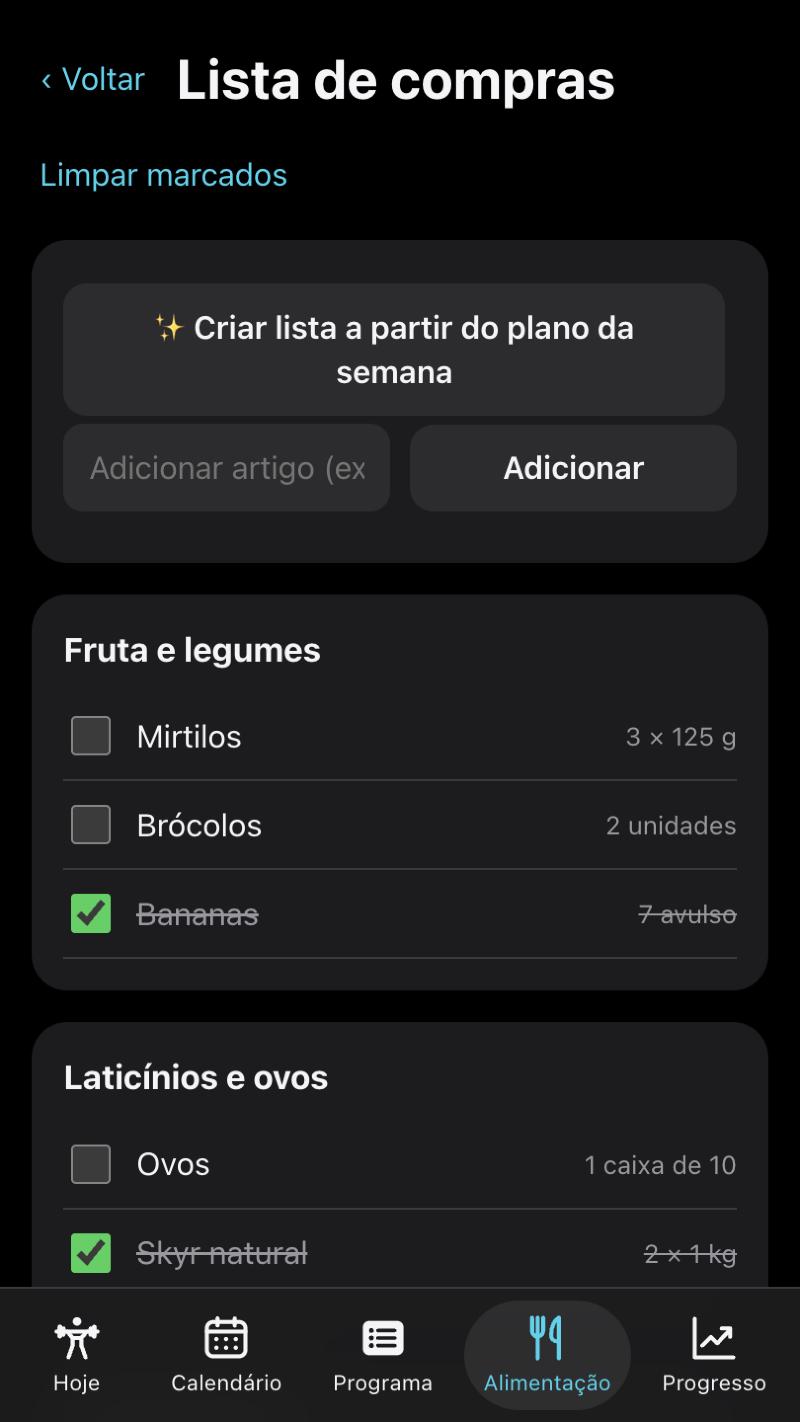 ‹ Voltar Lista de compras
Limpar marcados
✨ Criar lista a partir do plano da
semana
Adicionar artigo (ex
Adicionar
Fruta e legumes
Mirtilos 3 × 125 g
Brócolos 2 unidades
Bananas 7 avulso
Laticínios e ovos
Ovos 1 caixa de 10
Skyr natural 2 × 1 kg
Hoje Calendário Programa Alimentação Progresso